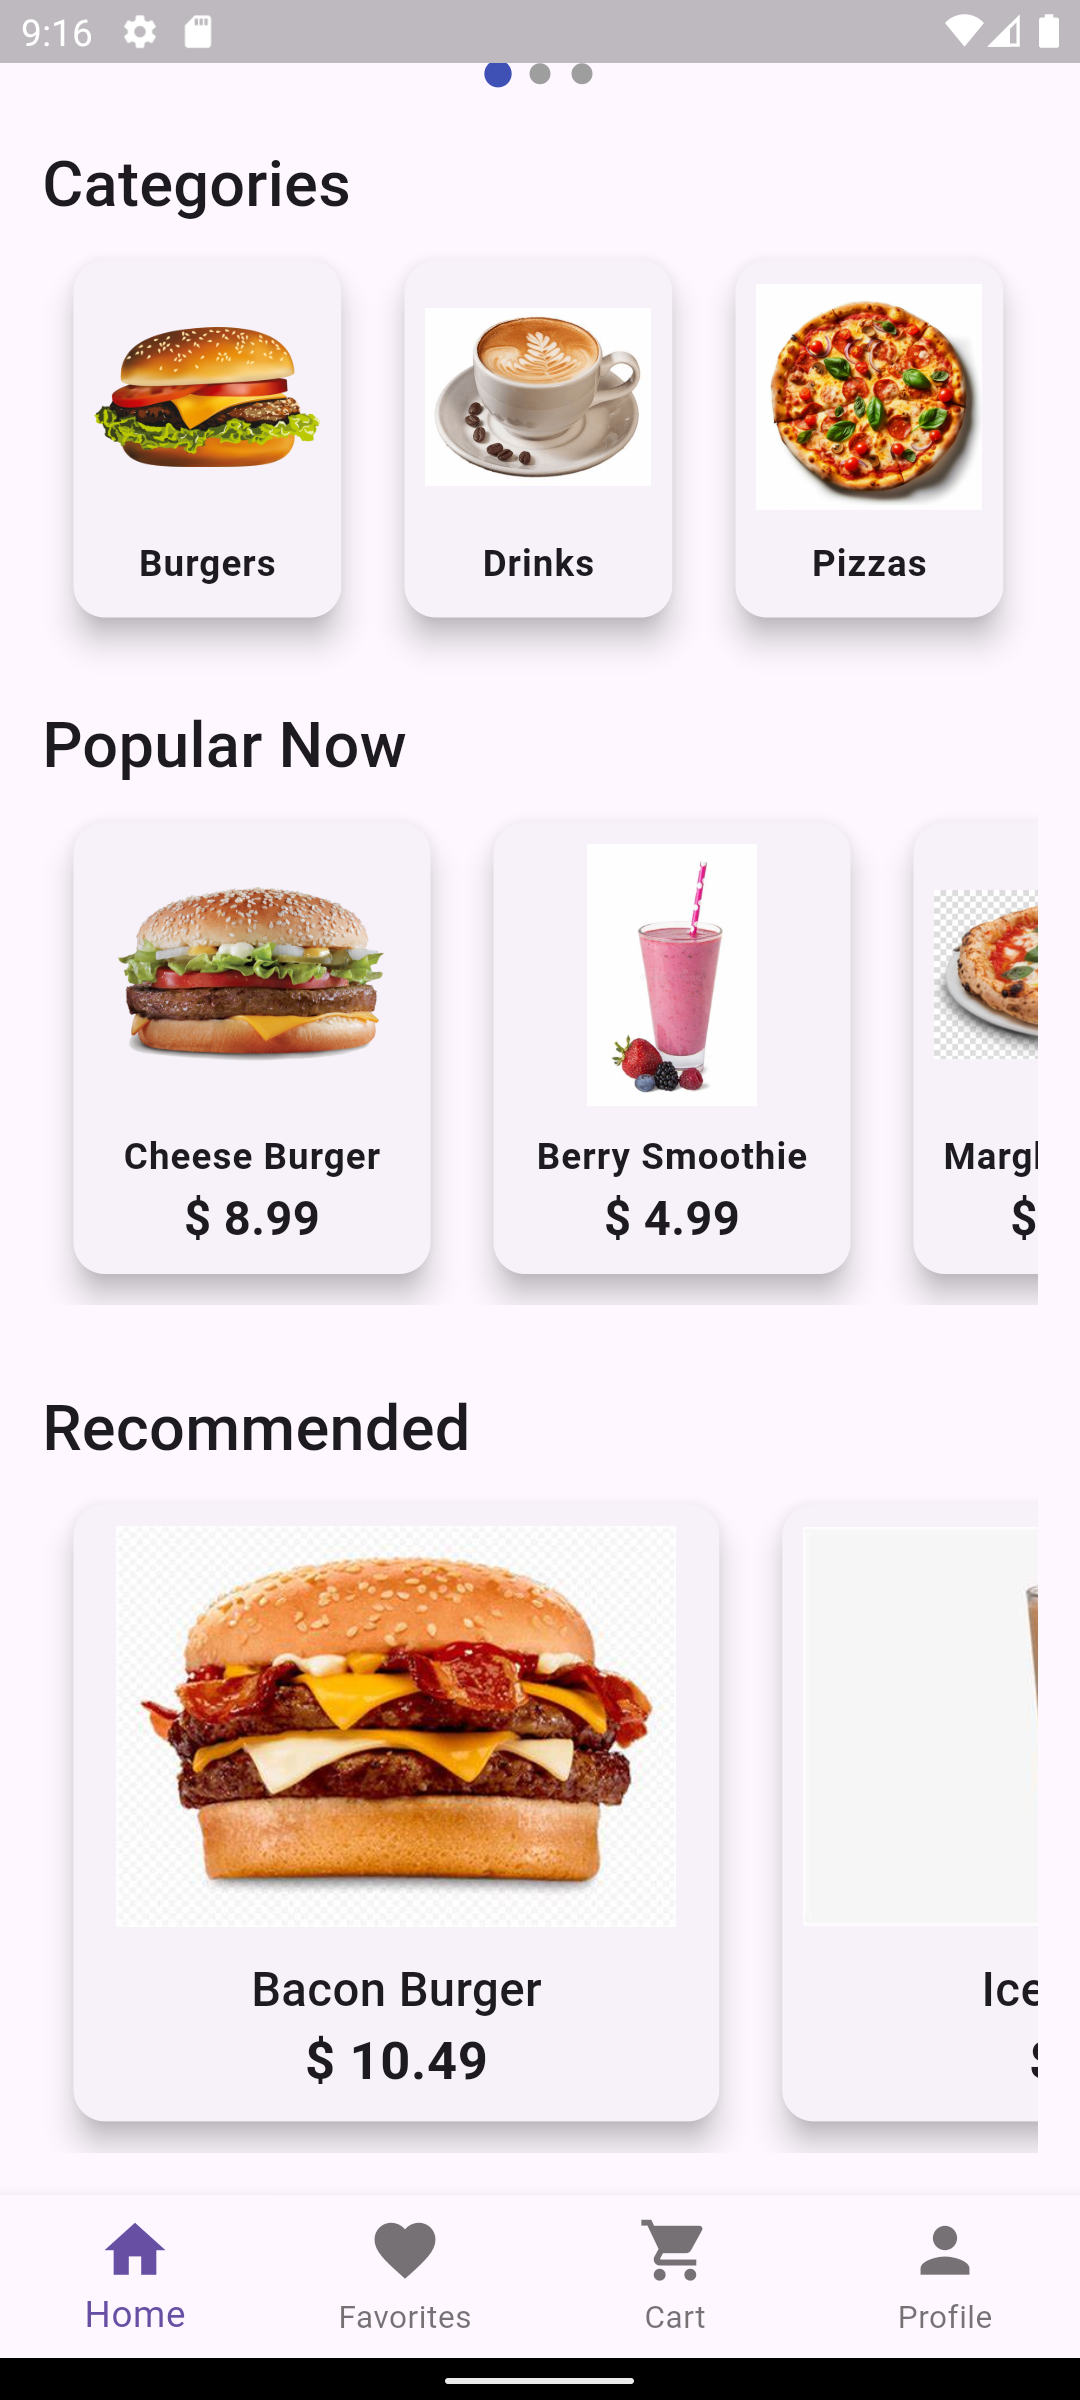 9:16
Categories
Burgers
Drinks
Pizzas
Popular Now
Cheese Burger
$ 8.99
Berry Smoothie
$ 4.99
$
Recommended
Bacon Burger
$ 10.49
Ice
Home
Favorites
Cart
Profile